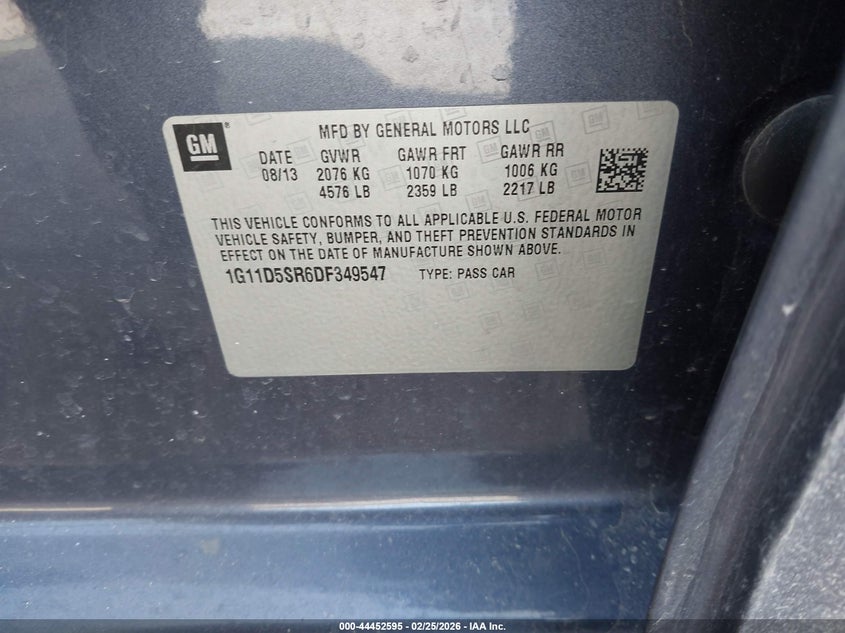 GM®
MFD BY GENERAL MOTORS LLC
DATE GVWR GAWR FRT GAWR RR
08/13 2076 KG 1070 KG 1006 KG
4576 LB 2359 LB 2217 LB
THIS VEHICLE CONFORMS TO ALL APPLICABLE U.S. FEDERAL MOTOR
VEHICLE SAFETY, BUMPER, AND THEFT PREVENTION STANDARDS IN
EFFECT ON THE DATE OF MANUFACTURE SHOWN ABOVE.
1G11D5SR6DF349547 TYPE: PASS CAR
000-44452595 - 02/25/2026 - IAA Inc.